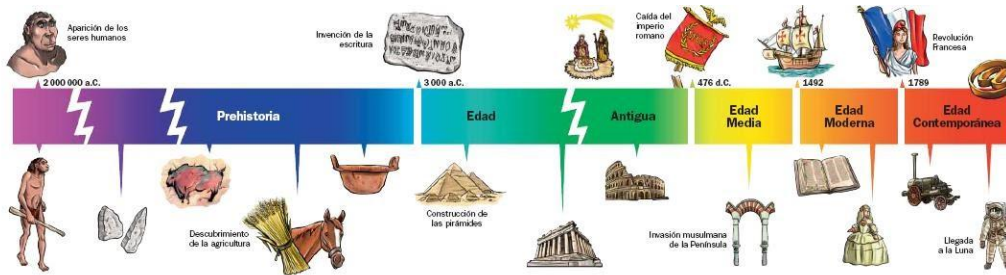 Aparición de los
seres humanos
2 000 000 a.C.
Invención de la
escritura
3 000 a.C.
Caída del
imperio
romano
476 d.C.
1492
Revolución
Francesa
1789
Prehistoria
Edad
Antigua
Edad
Media
Edad
Moderna
Edad
Contemporánea
Descubrimiento
de la agricultura
Construcción de
las pirámides
Invasión musulmana
de la Península
Llegada
a la Luna